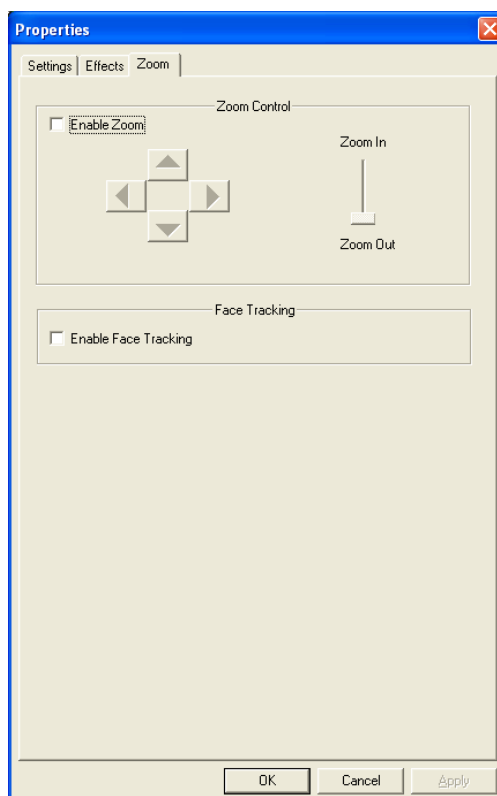 Properties
Settings Effects Zoom
Zoom Control
Enable Zoom
Zoom In
Zoom Out
Face Tracking
Enable Face Tracking
OK Cancel Apply